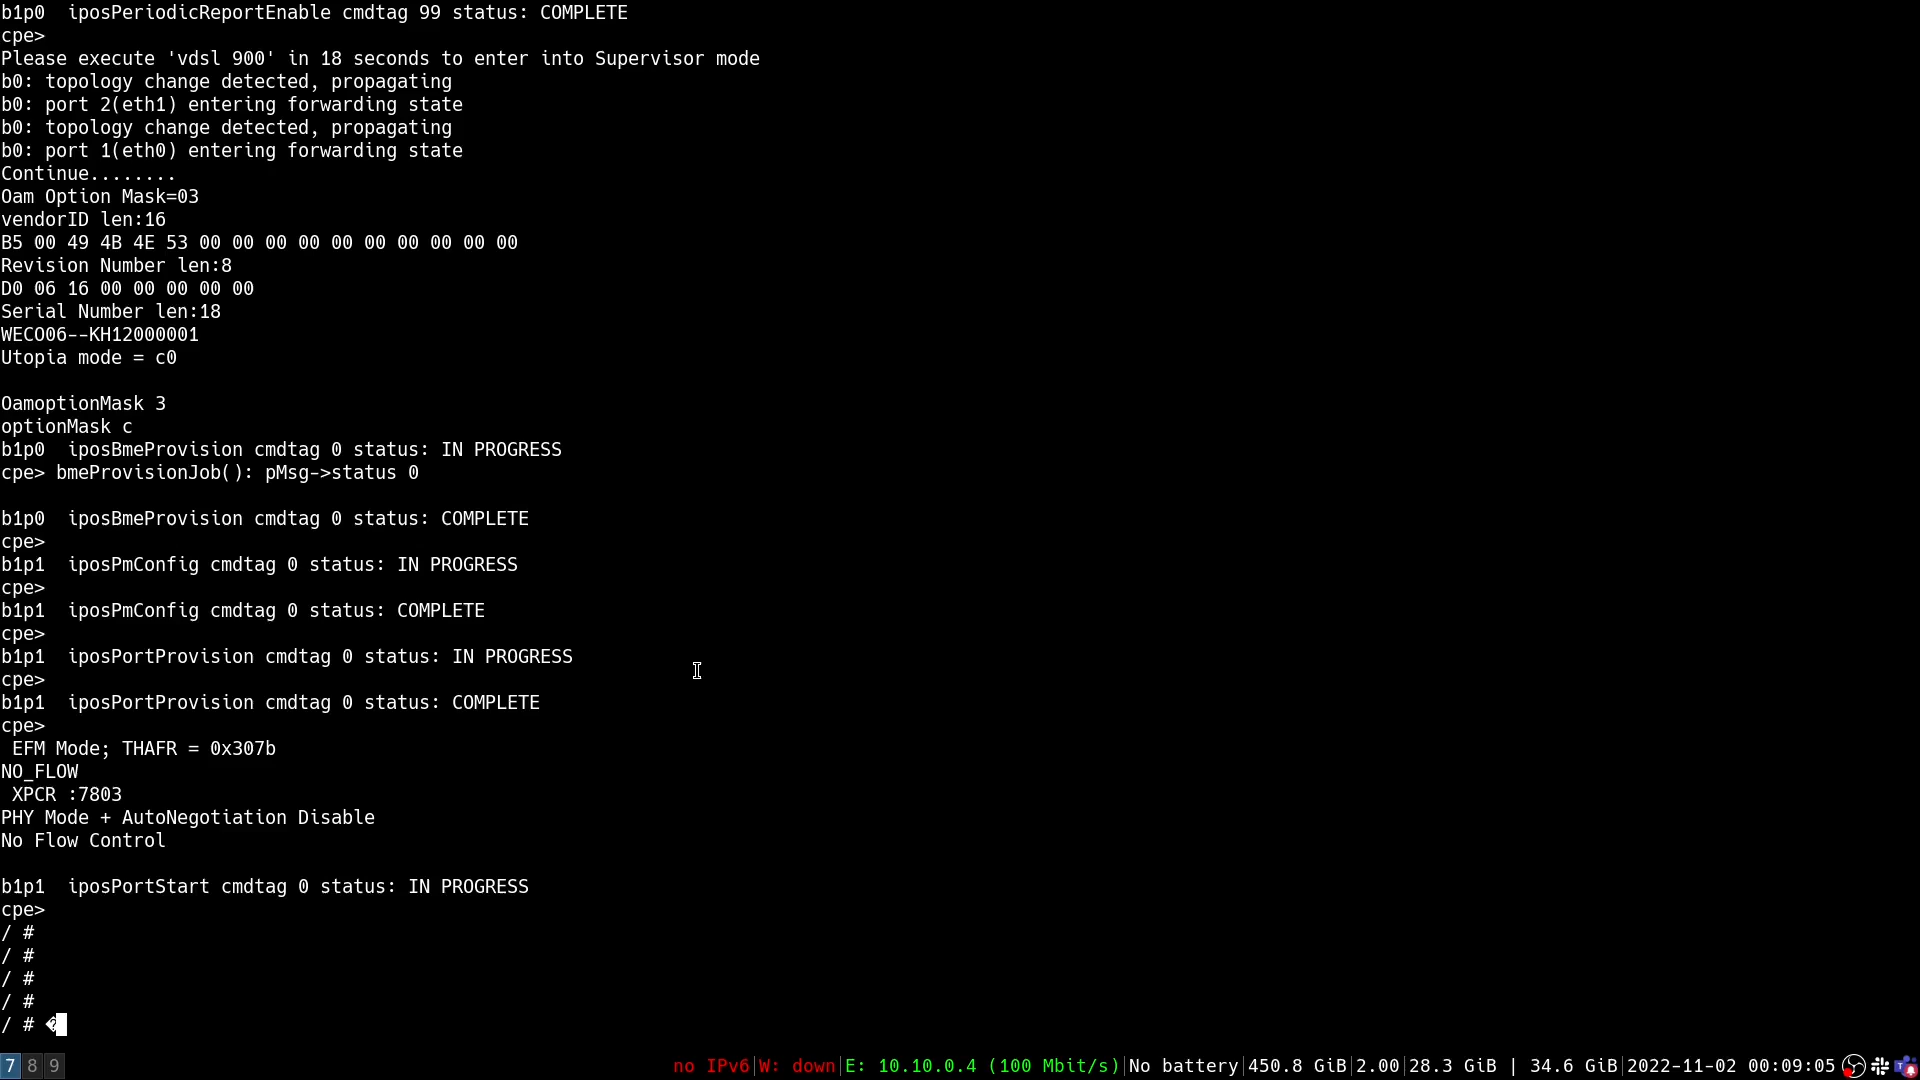 b1p0  iposPeriodicReportEnable cmdtag 99 status: COMPLETE
cpe>
Please execute 'vdsl 900' in 18 seconds to enter into Supervisor mode
b0: topology change detected, propagating
b0: port 2(eth1) entering forwarding state
b0: topology change detected, propagating
b0: port 1(eth0) entering forwarding state
Continue........
Oam Option Mask=03
vendorID len:16
B5 00 49 4B 4E 53 00 00 00 00 00 00 00 00 00 00
Revision Number len:8
D0 06 16 00 00 00 00 00
Serial Number len:18
WECO06--KH12000001
Utopia mode = c0
OamoptionMask 3
optionMask c
b1p0  iposBmeProvision cmdtag 0 status: IN PROGRESS
cpe> bmeProvisionJob(): pMsg->status 0
b1p0  iposBmeProvision cmdtag 0 status: COMPLETE
cpe>
b1p1  iposPmConfig cmdtag 0 status: IN PROGRESS
cpe>
b1p1  iposPmConfig cmdtag 0 status: COMPLETE
cpe>
b1p1  iposPortProvision cmdtag 0 status: IN PROGRESS
cpe>
b1p1  iposPortProvision cmdtag 0 status: COMPLETE
cpe>
 EFM Mode; THAFR = 0x307b
NO_FLOW
 XPCR :7803
PHY Mode + AutoNegotiation Disable
No Flow Control
b1p1  iposPortStart cmdtag 0 status: IN PROGRESS
cpe>
/ #
/ #
/ #
/ #
/ # �
7 8 9 no IPv6|W: down|E: 10.10.0.4 (100 Mbit/s)|No battery|450.8 GiB|2.00|28.3 GiB | 34.6 GiB|2022-11-02 00:09:05